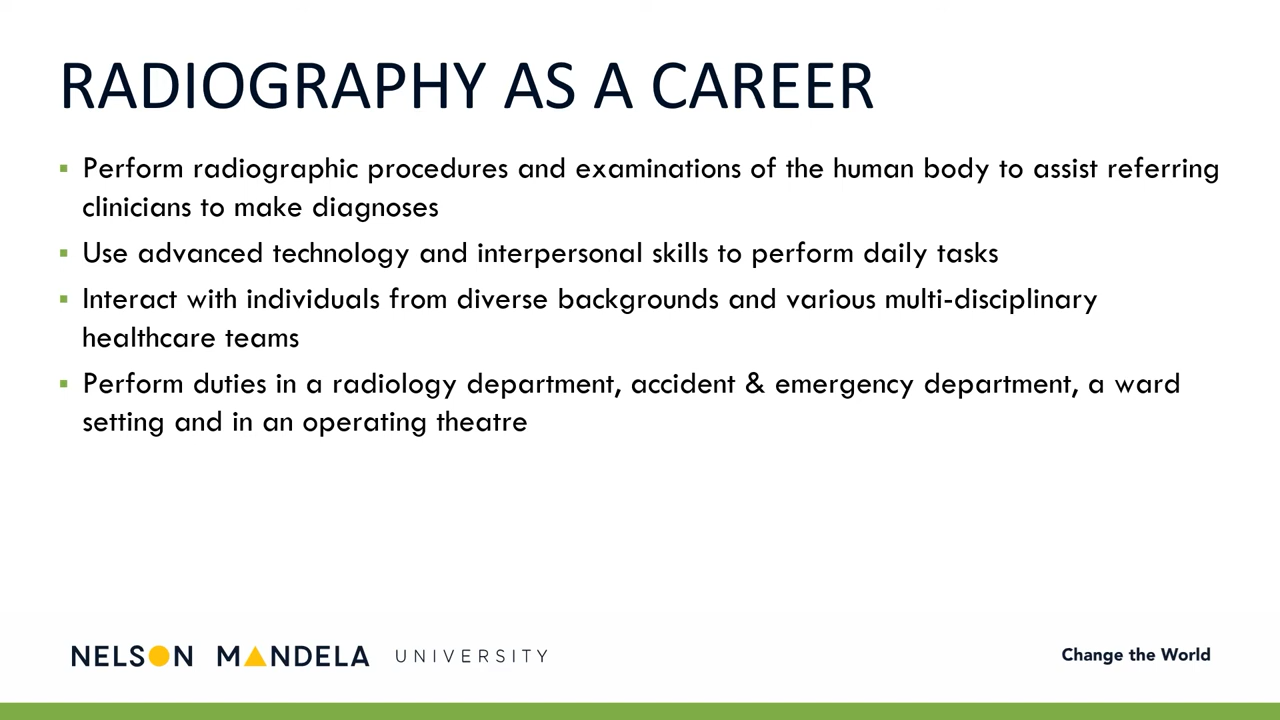 RADIOGRAPHY AS A CAREER
▪ Perform radiographic procedures and examinations of the human body to assist referring
clinicians to make diagnoses
▪ Use advanced technology and interpersonal skills to perform daily tasks
▪ Interact with individuals from diverse backgrounds and various multi-disciplinary
healthcare teams
▪ Perform duties in a radiology department, accident & emergency department, a ward
setting and in an operating theatre
NELSON MANDELA UNIVERSITY
Change the World